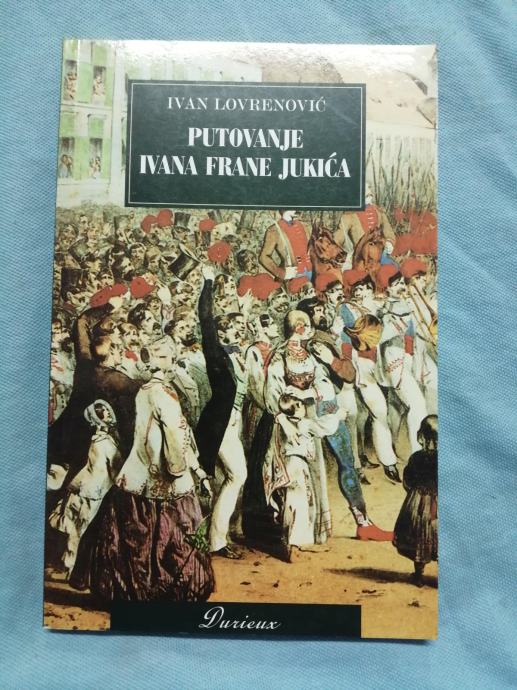 IVAN LOVRENOVIĆ
PUTOVANJE
IVANA FRANE JUKIĆA
Durieux